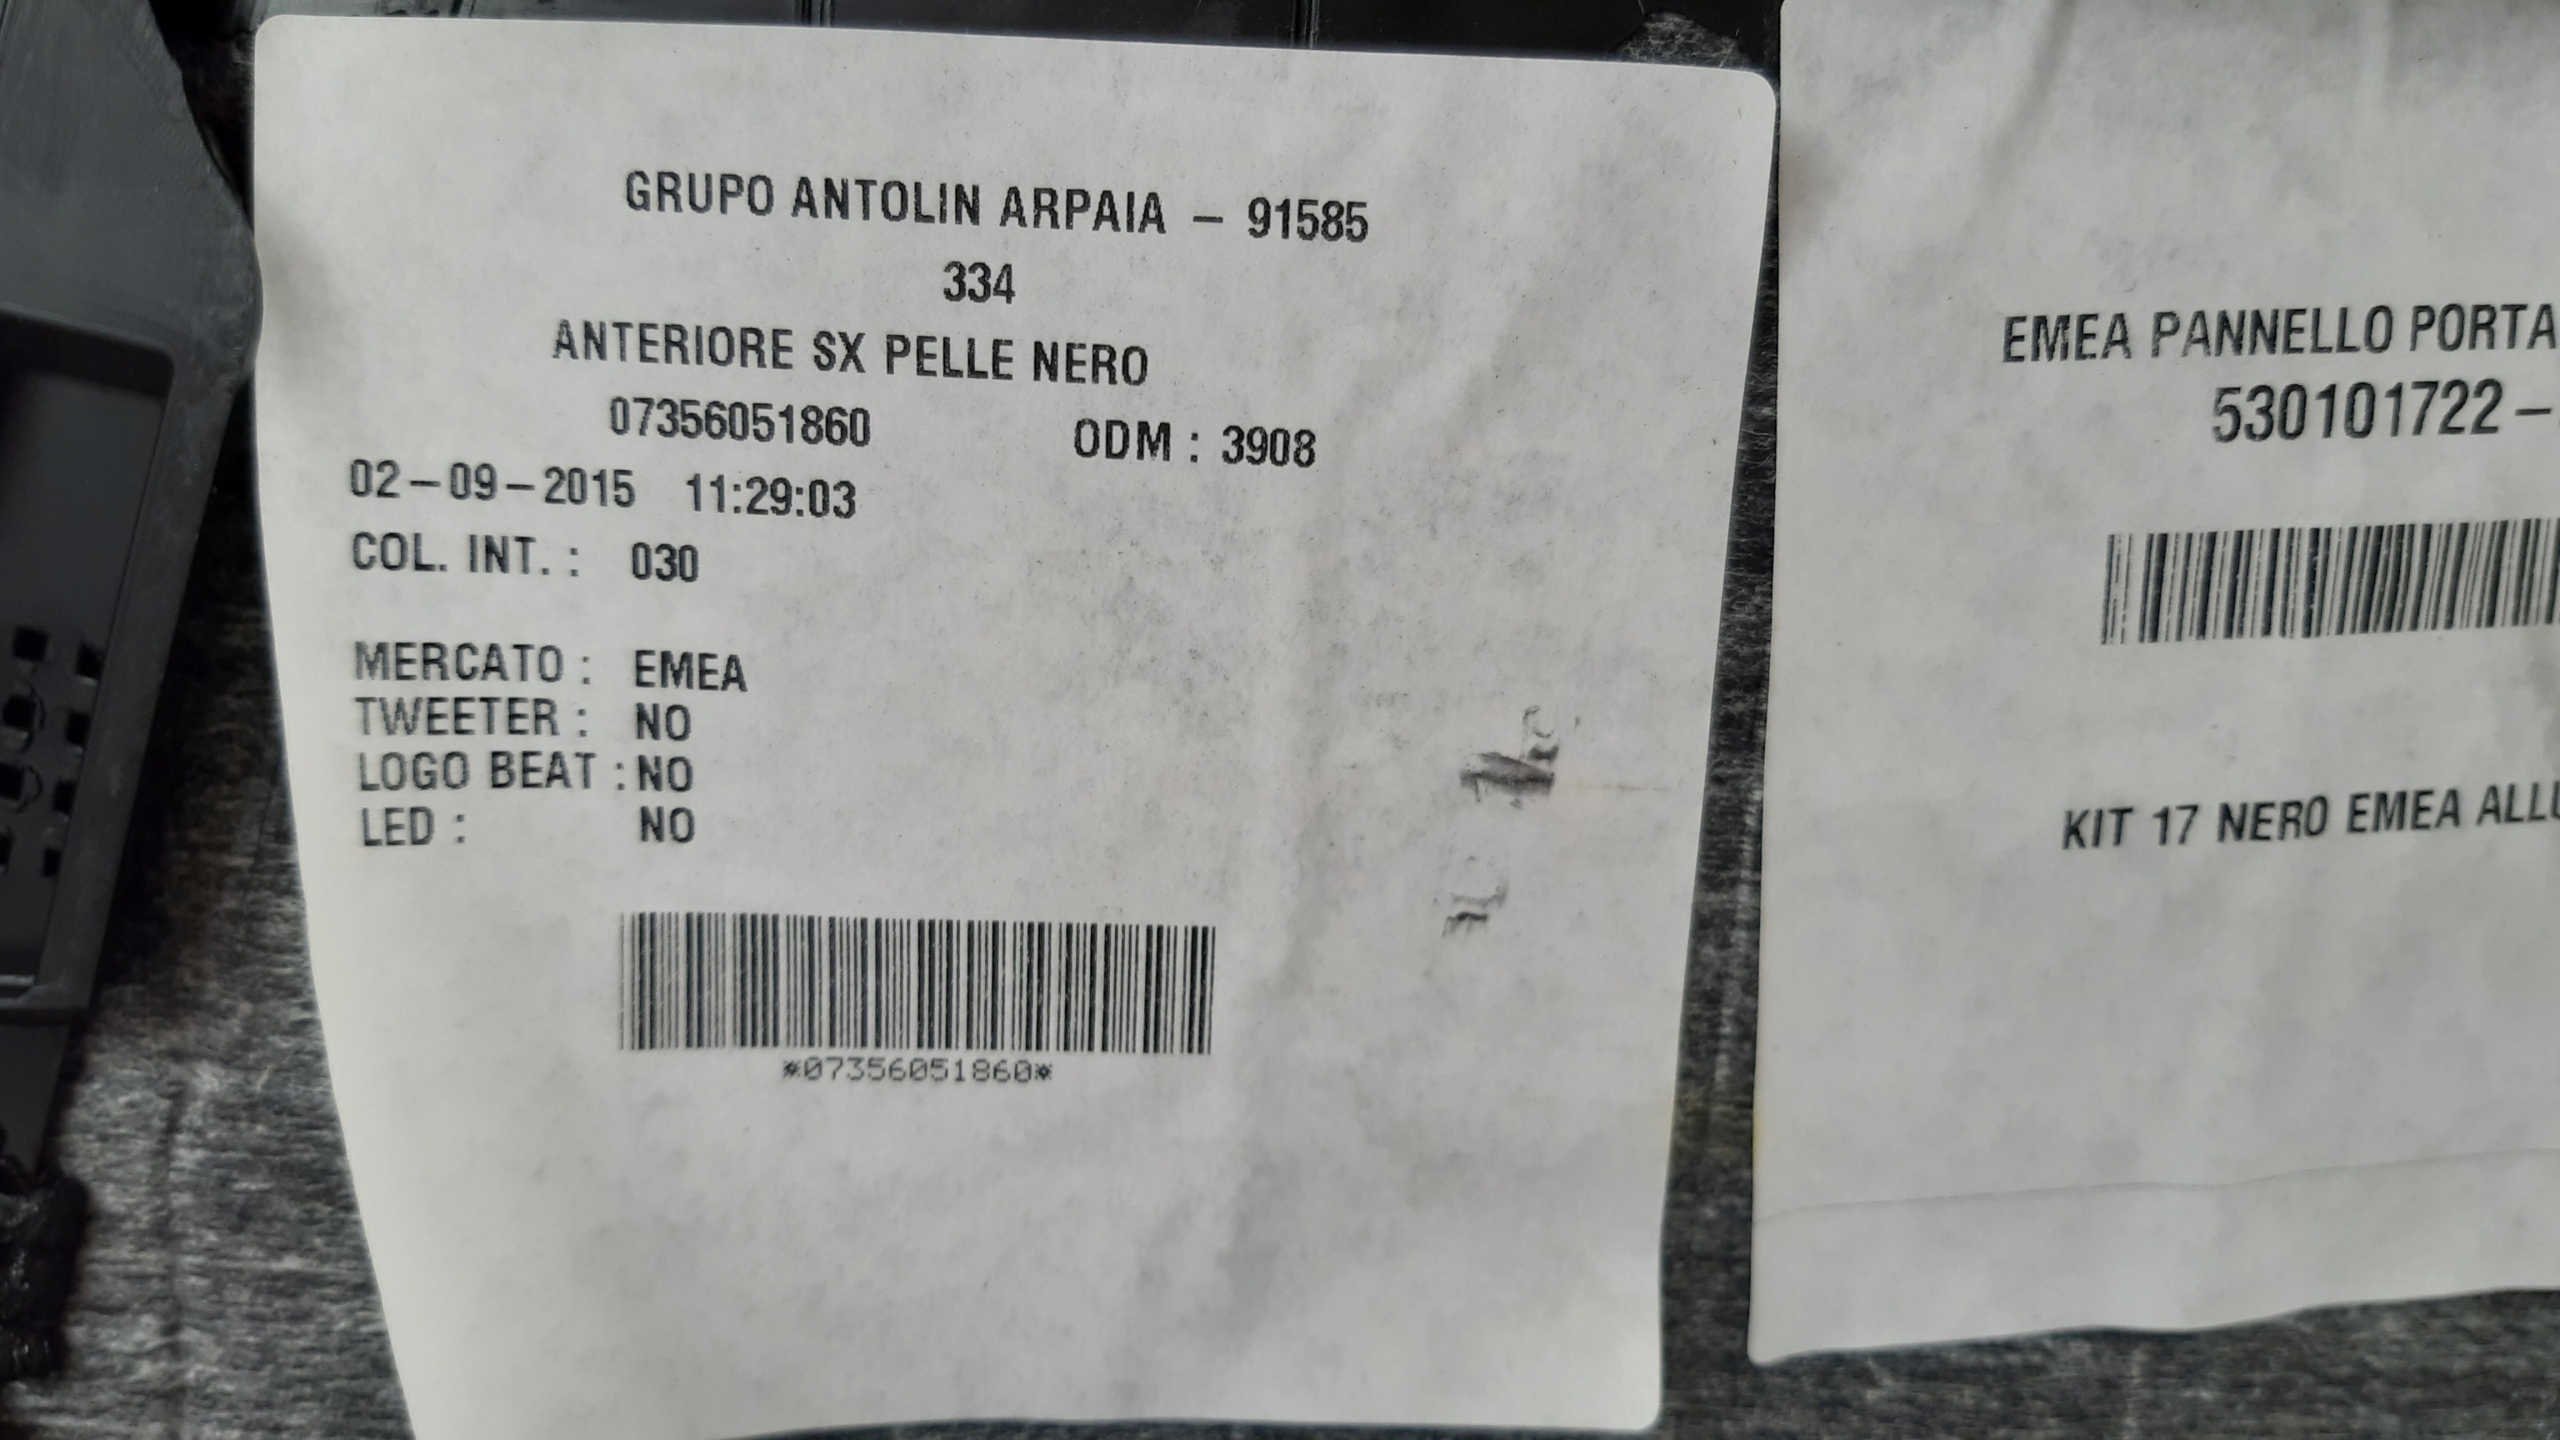 GRUPO ANTOLIN ARPAIA – 91585
334
ANTERIORE SX PELLE NERO
07356051860 ODM : 3908
02–09–2015 11:29:03
COL. INT. : 030
MERCATO : EMEA
TWEETER : NO
LOGO BEAT : NO
LED : NO
*07356051860*
EMEA PANNELLO PORTA
530101722 –
KIT 17 NERO EMEA